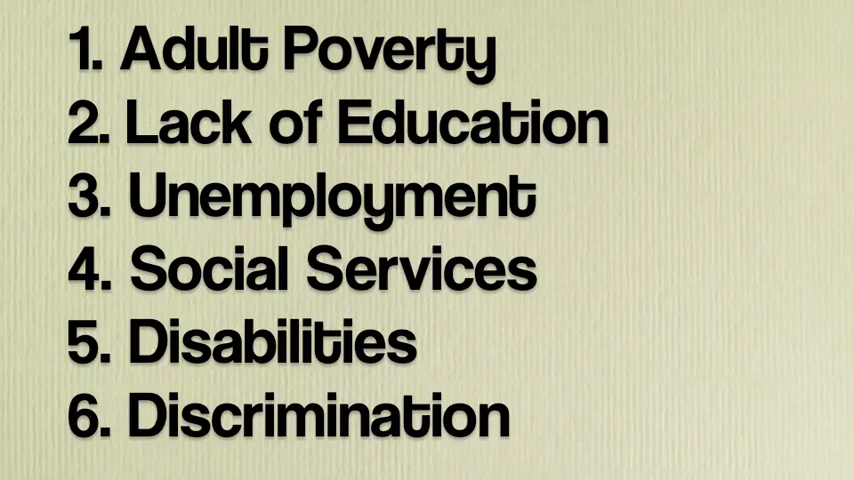 1. Adult Poverty
2. Lack of Education
3. Unemployment
4. Social Services
5. Disabilities
6. Discrimination